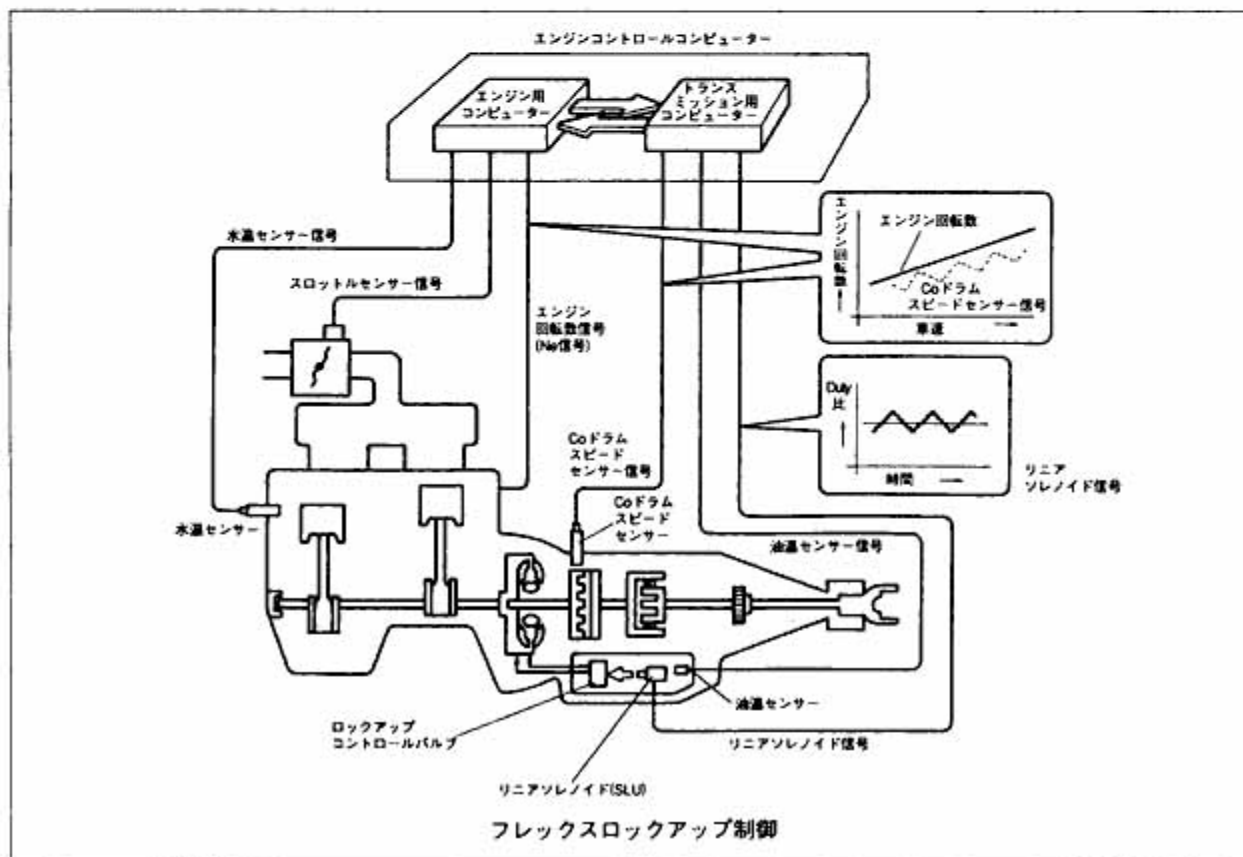 エンジンコントロールコンピューター
エンジン用
コンピューター
トランス
ミッション用
コンピューター
水温センサー信号
スロットルセンサー信号
エンジン
回転数信号
(Ne信号)
エンジン回転数
エンジン回転数
Coドラム
スピードセンサー信号
車速
Duty
比
時間
リニア
ソレノイド信号
Coドラム
スピード
センサー信号
Coドラム
スピード
センサー
水温センサー
油温センサー信号
油温センサー
ロックアップ
コントロールバルブ
リニアソレノイド信号
リニアソレノイド(SLU)
フレックスロックアップ制御